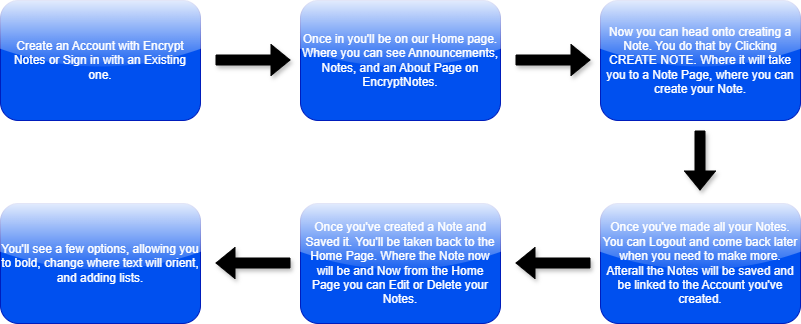 Create an Account with Encrypt
Notes or Sign in with an Existing
one.
Once in you'll be on our Home page.
Where you can see Announcements,
Notes, and an About Page on
EncryptNotes.
Now you can head onto creating a
Note. You do that by Clicking
CREATE NOTE. Where it will take
you to a Note Page, where you can
create your Note.
Once you've made all your Notes.
You can Logout and come back later
when you need to make more.
Afterall the Notes will be saved and
be linked to the Account you've
created.
Once you've created a Note and
Saved it. You'll be taken back to the
Home Page. Where the Note now
will be and Now from the Home
Page you can Edit or Delete your
Notes.
You'll see a few options, allowing you
to bold, change where text will orient,
and adding lists.